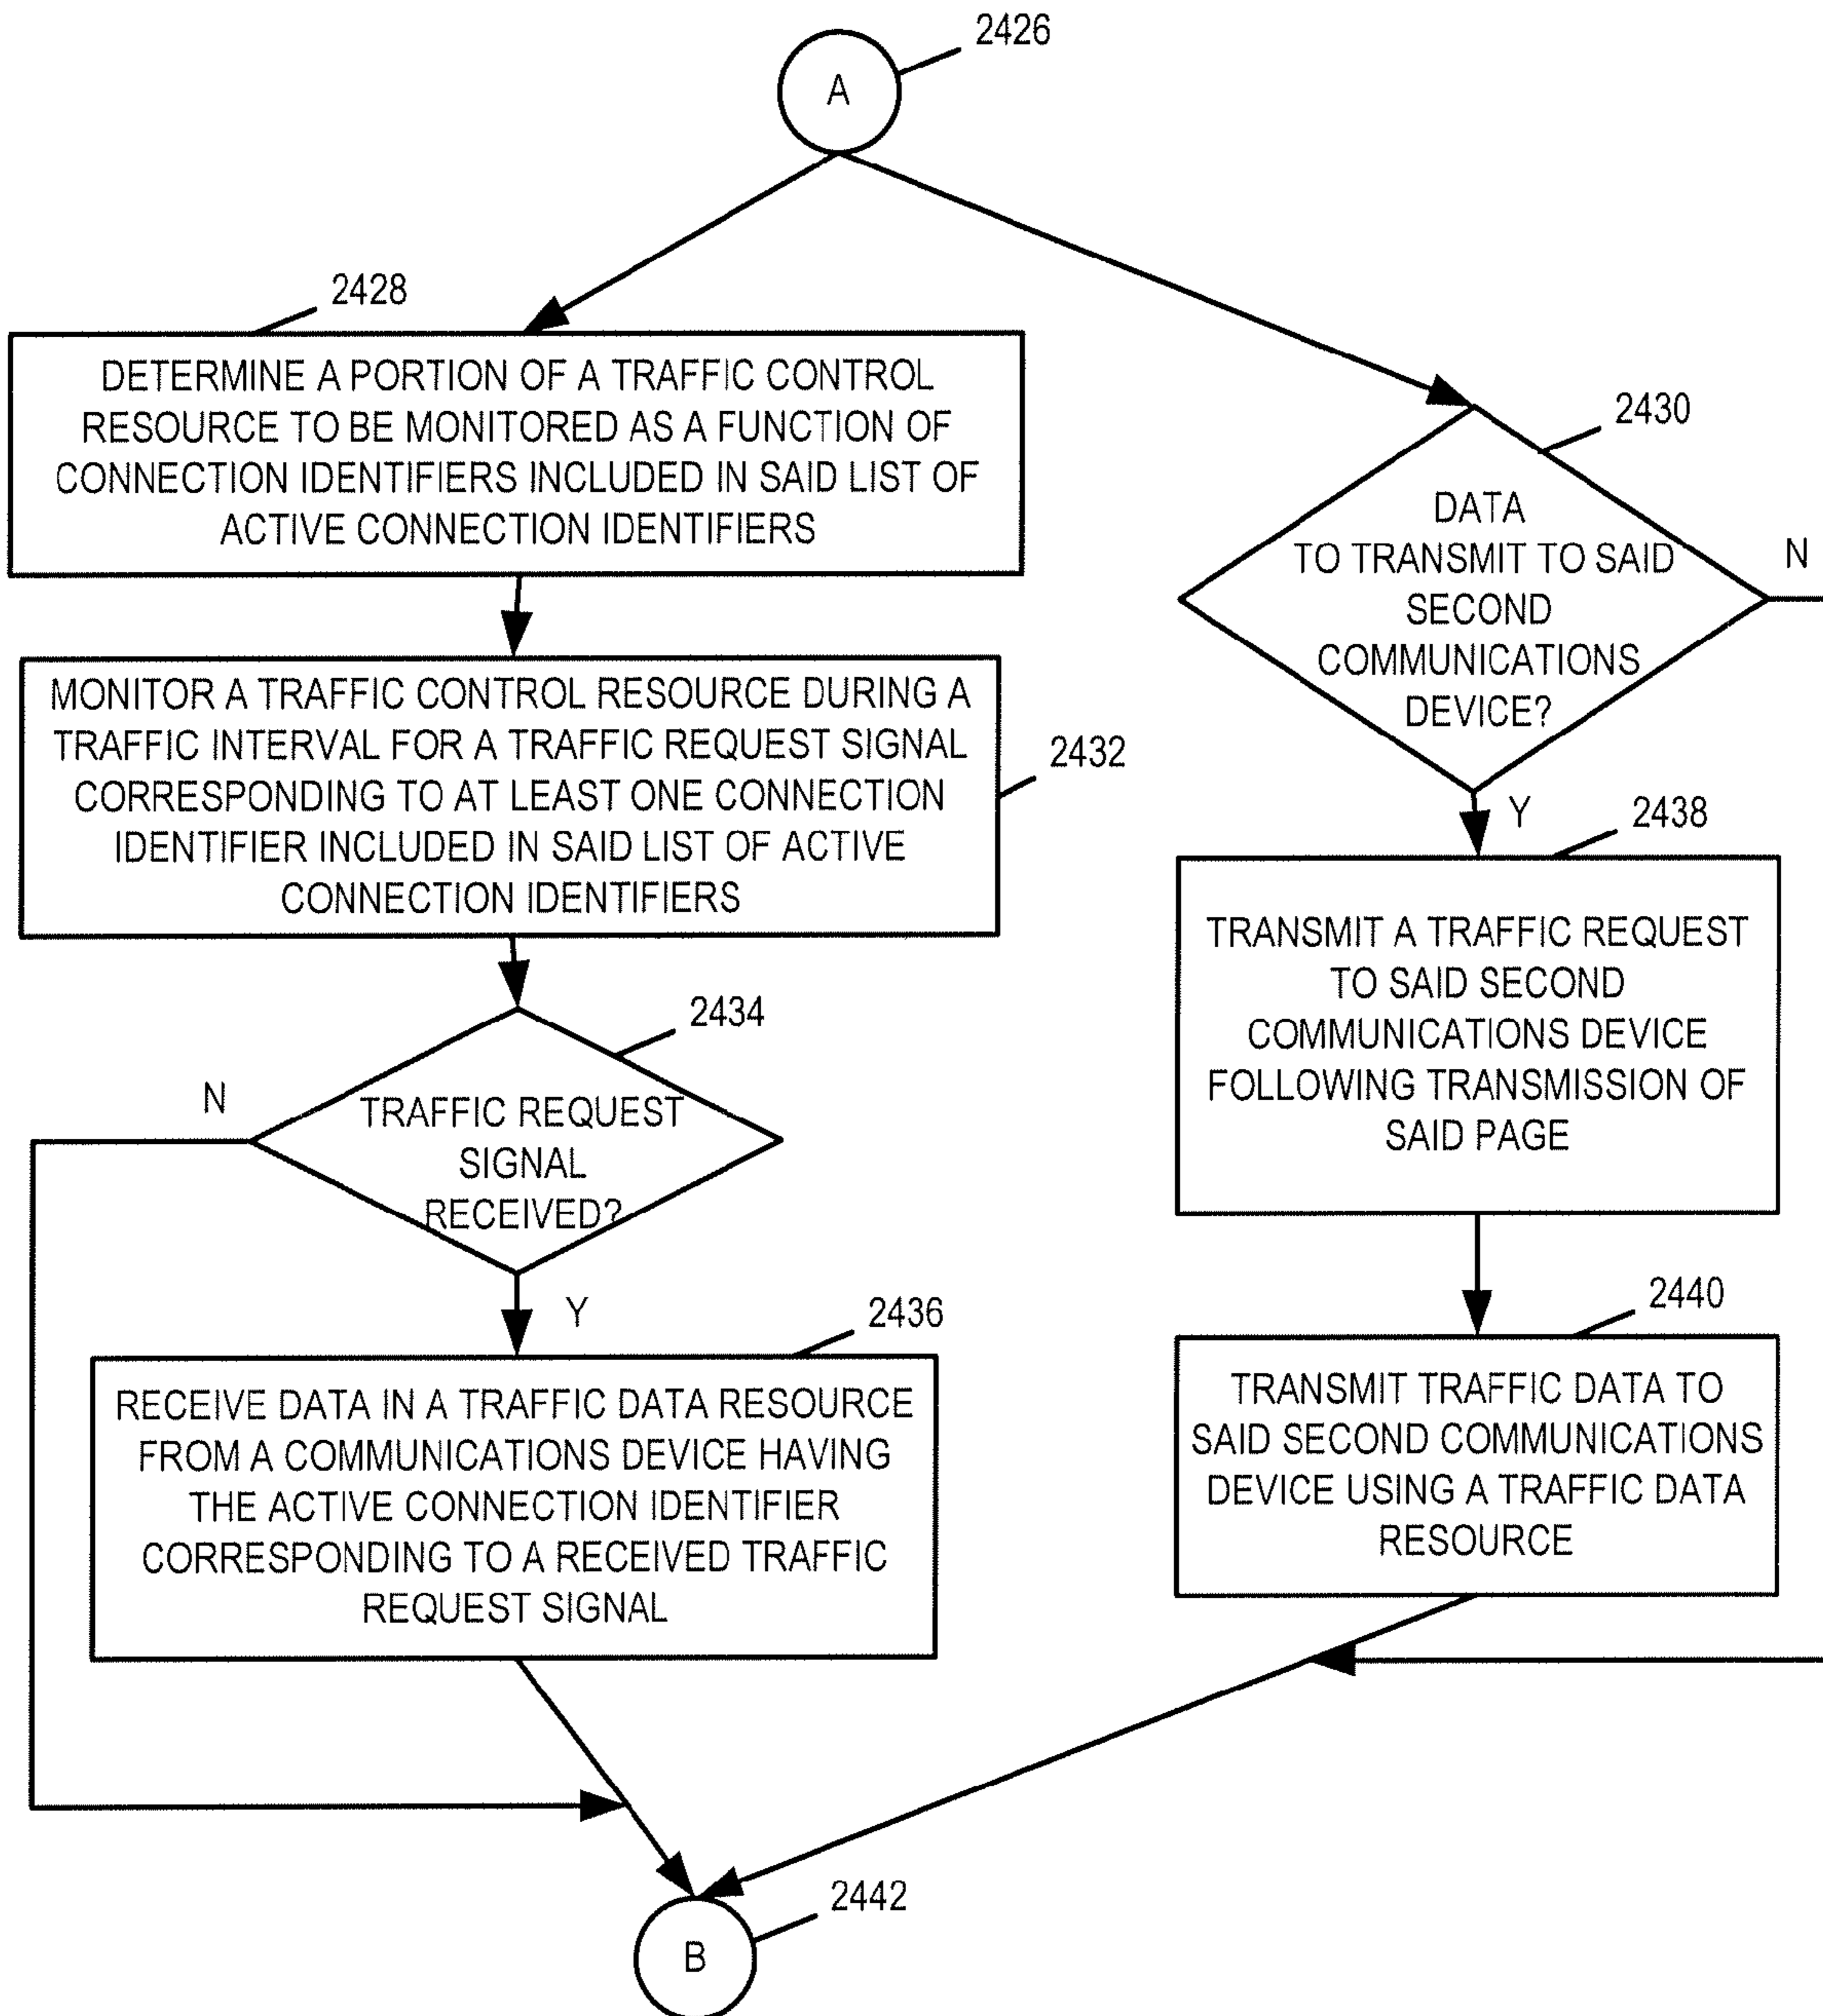 2426
A
2428
DETERMINE A PORTION OF A TRAFFIC CONTROL
RESOURCE TO BE MONITORED AS A FUNCTION OF
CONNECTION IDENTIFIERS INCLUDED IN SAID LIST OF
ACTIVE CONNECTION IDENTIFIERS
2430
DATA
TO TRANSMIT TO SAID
SECOND
COMMUNICATIONS
DEVICE?
N
MONITOR A TRAFFIC CONTROL RESOURCE DURING A
TRAFFIC INTERVAL FOR A TRAFFIC REQUEST SIGNAL
CORRESPONDING TO AT LEAST ONE CONNECTION
IDENTIFIER INCLUDED IN SAID LIST OF ACTIVE
CONNECTION IDENTIFIERS
2432
Y
2438
TRANSMIT A TRAFFIC REQUEST
TO SAID SECOND
COMMUNICATIONS DEVICE
FOLLOWING TRANSMISSION OF
SAID PAGE
2434
N
TRAFFIC REQUEST
SIGNAL
RECEIVED?
Y
2436
RECEIVE DATA IN A TRAFFIC DATA RESOURCE
FROM A COMMUNICATIONS DEVICE HAVING
THE ACTIVE CONNECTION IDENTIFIER
CORRESPONDING TO A RECEIVED TRAFFIC
REQUEST SIGNAL
2440
TRANSMIT TRAFFIC DATA TO
SAID SECOND COMMUNICATIONS
DEVICE USING A TRAFFIC DATA
RESOURCE
2442
B